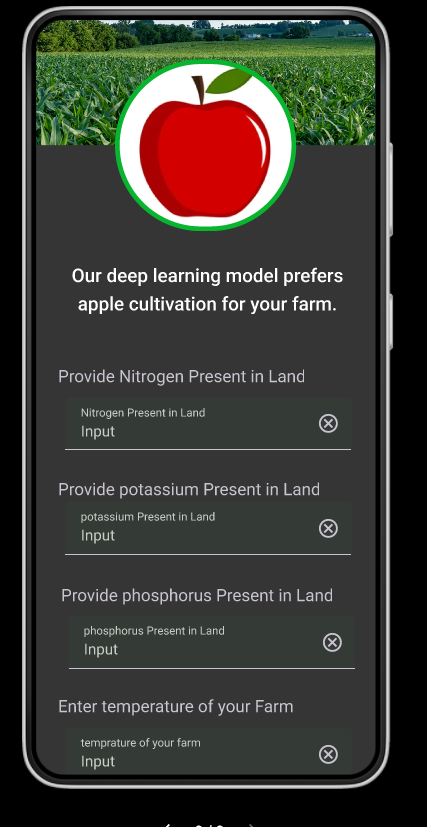 Our deep learning model prefers
apple cultivation for your farm.
Provide Nitrogen Present in Land
Nitrogen Present in Land
Input
Provide potassium Present in Land
potassium Present in Land
Input
Provide phosphorus Present in Land
phosphorus Present in Land
Input
Enter temperature of your Farm
temprature of your farm
Input